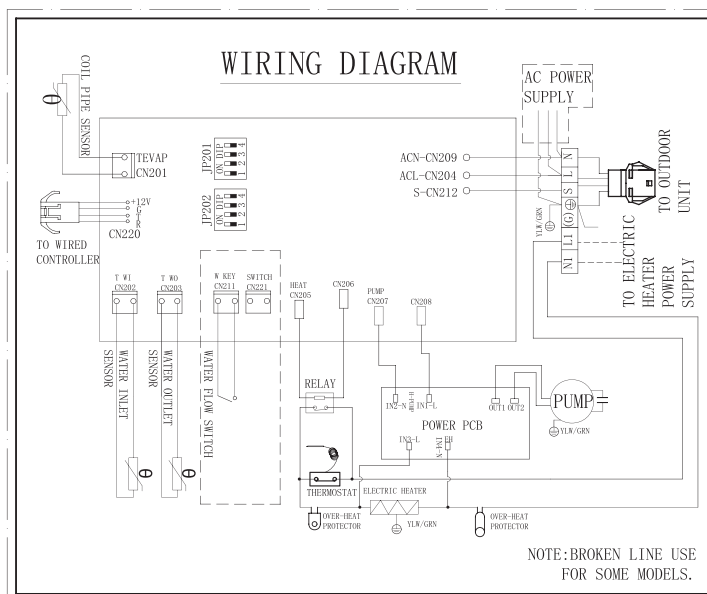 WIRING DIAGRAM
COIL PIPE SENSOR
θ
TEVAP
CN201
JP201
ON DIP
1 2 3 4
JP202
ON DIP
1 2 3 4
+12V
CN220
TO WIRED
CONTROLLER
ACN-CN209
ACL-CN204
S-CN212
AC POWER
SUPPLY
N
L
S
(G)
L1
N1
YLW/GRN
TO OUTDOOR
UNIT
TO ELECTRIC
HEATER
POWER
SUPPLY
T WI
CN202
T WO
CN203
W KEY
CN211
SWITCH
CN221
HEAT
CN205
CN206
PUMP
CN207
CN208
WATER INLET
SENSOR
θ
WATER OUTLET
SENSOR
θ
WATER FLOW SWITCH
RELAY
IN2-N
H-PUMP
IN1-L
OUT1 OUT2
POWER PCB
IN3-L
EH
IN4-N
PUMP
YLW/GRN
THERMOSTAT
ELECTRIC HEATER
OVER-HEAT
PROTECTOR
YLW/GRN
OVER-HEAT
PROTECTOR
NOTE:BROKEN LINE USE
FOR SOME MODELS.